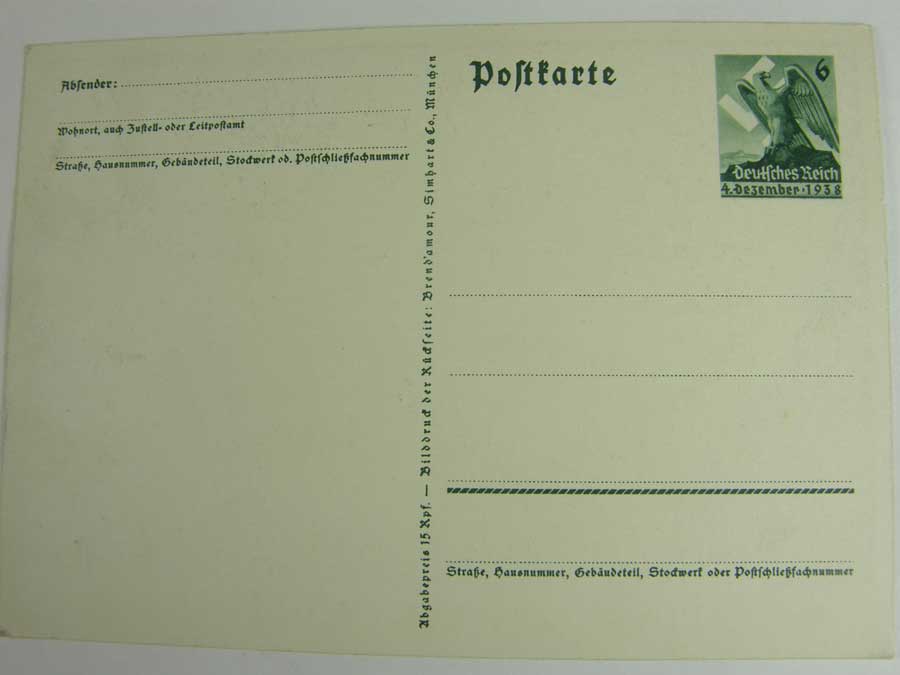 Absender:
Wohnort, auch Zustell- oder Leitpostamt
Straße, Hausnummer, Gebäudeteil, Stockwerk od. Postschließfachnummer
Abgabepreis 15 Rpf. — Bilddruck der Rückseite: Brend'amour, Simhart & Co., München
Postkarte
6
Deutsches Reich
4. Dezember · 1938
Straße, Hausnummer, Gebäudeteil, Stockwerk oder Postschließfachnummer